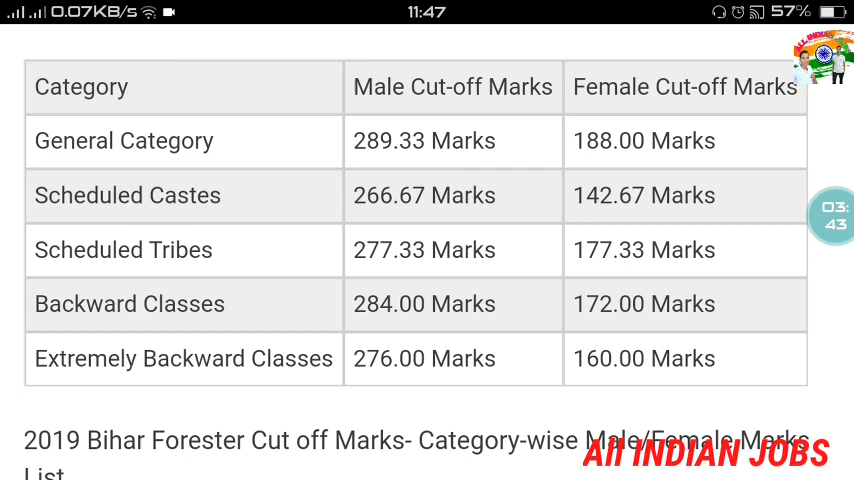 0.07KB/S 11:47 57%
Category Male Cut-off Marks Female Cut-off Marks
General Category 289.33 Marks 188.00 Marks
Scheduled Castes 266.67 Marks 142.67 Marks
Scheduled Tribes 277.33 Marks 177.33 Marks
Backward Classes 284.00 Marks 172.00 Marks
Extremely Backward Classes 276.00 Marks 160.00 Marks
03:
43
2019 Bihar Forester Cut off Marks- Category-wise Male/Female Marks
List
All INDIAN JOBS